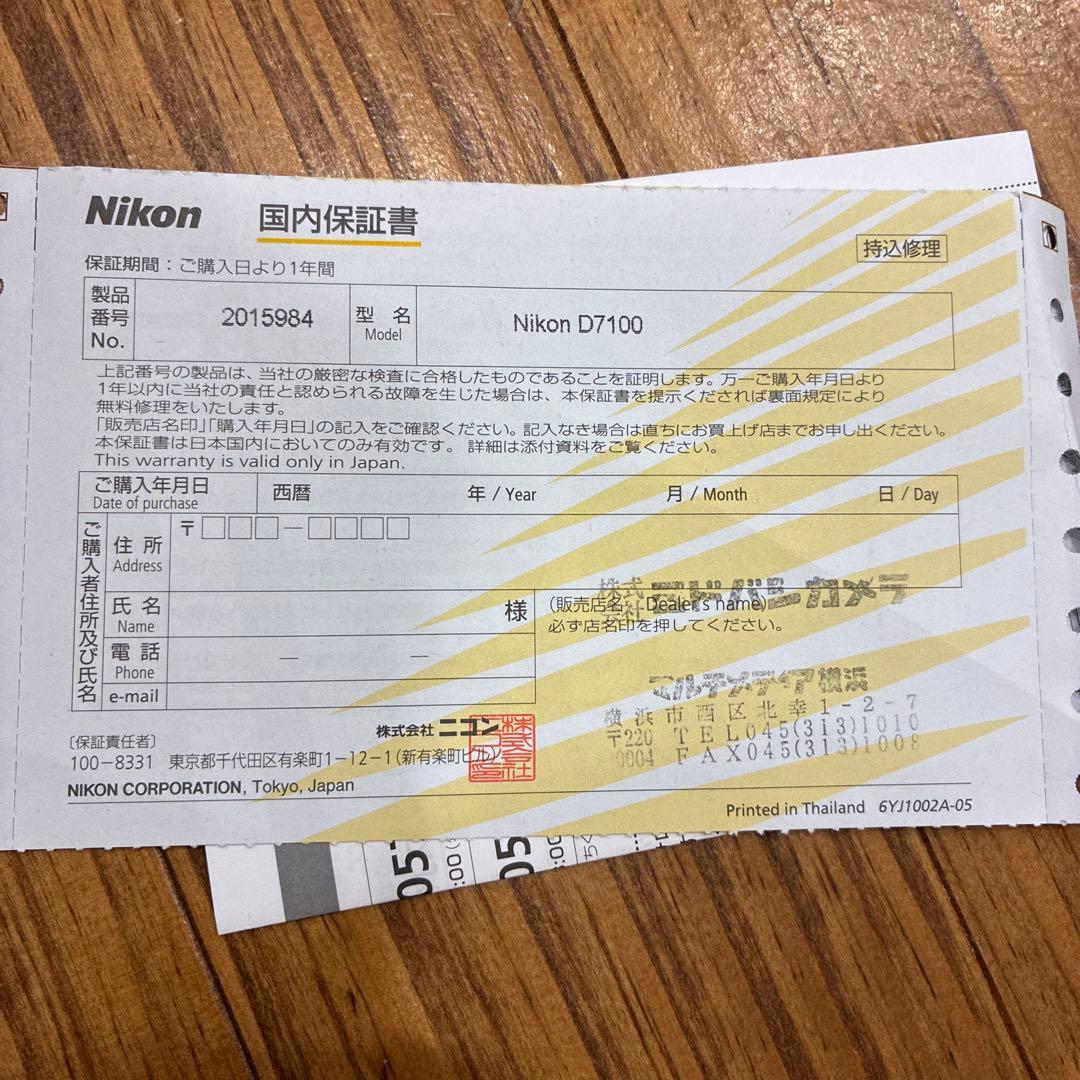 Nikon 国内保証書
持込修理
保証期間：ご購入日より1年間
製品番号 No. 2015984 型名 Model Nikon D7100
上記番号の製品は、当社の厳密な検査に合格したものであることを証明します。万一ご購入年月日より
1年以内に当社の責任と認められる故障を生じた場合は、本保証書を提示くだされば裏面規定により
無料修理をいたします。
「販売店名印」「購入年月日」の記入をご確認ください。記入なき場合は直ちにお買上げ店までお申し出ください。
本保証書は日本国内においてのみ有効です。 詳細は添付資料をご覧ください。
This warranty is valid only in Japan.
ご購入年月日 西暦 年 / Year 月 / Month 日 / Day
Date of purchase
ご購入者住所及び氏名
住所 〒
Address
氏名 様
Name
電話 — —
Phone
e-mail
株式会社 ヨドバシカメラ
(販売店名・Dealer's name)
必ず店名印を押してください。
マルチメディア横浜
横浜市西区北幸1-2-7
〒220 TEL045(313)1010
0004 FAX045(313)1008
株式会社 ニコン
〔保証責任者〕
100-8331 東京都千代田区有楽町1-12-1(新有楽町ビル)
NIKON CORPORATION, Tokyo, Japan
Printed in Thailand 6YJ1002A-05